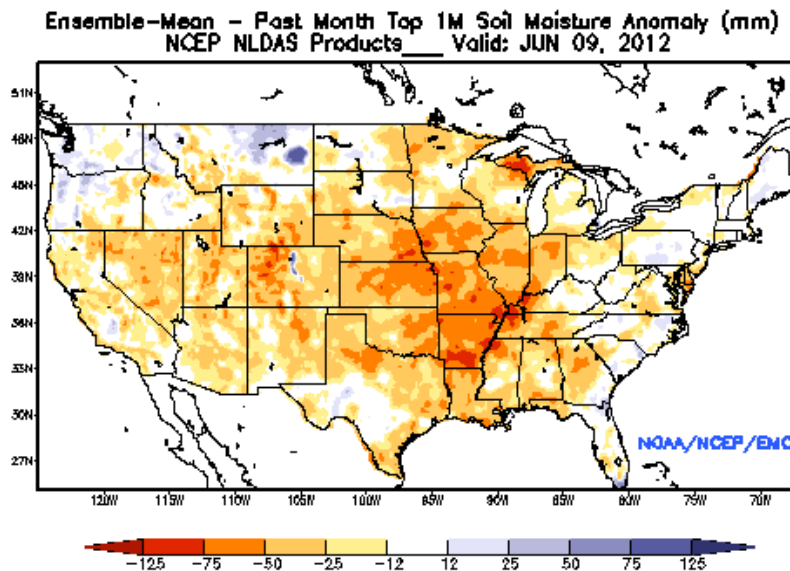 Ensemble-Mean - Past Month Top 1M Soil Moisture Anomaly (mm)
NCEP NLDAS Products___ Valid: JUN 09, 2012
51N
48N
45N
42N
39N
36N
33N
30N
27N
NOAA/NCEP/EMC
120W 115W 110W 105W 100W 95W 90W 85W 80W 75W 70W
-125 -75 -50 -25 -12 12 25 50 75 125